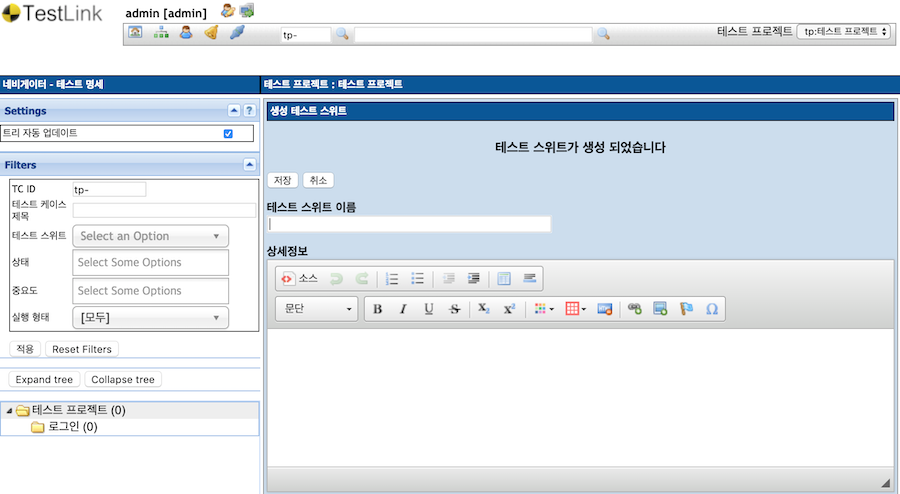 TestLink
admin [admin]
tp-
테스트 프로젝트 tp:테스트 프로젝트
네비게이터 - 테스트 명세
테스트 프로젝트 : 테스트 프로젝트
Settings
?
트리 자동 업데이트
Filters
TC ID tp-
테스트 케이스
제목
테스트 스위트 Select an Option
상태 Select Some Options
중요도 Select Some Options
실행 형태 [모두]
적용 Reset Filters
Expand tree Collapse tree
테스트 프로젝트 (0)
로그인 (0)
생성 테스트 스위트
테스트 스위트가 생성 되었습니다
저장 취소
테스트 스위트 이름
상세정보
소스
문단 B I U S X₂ X² Ω